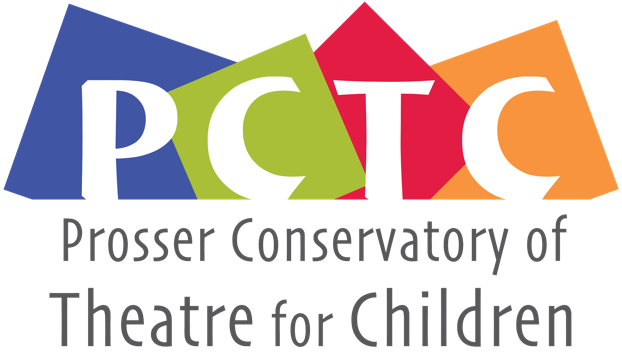 PCTC
Prosser Conservatory of
Theatre for Children